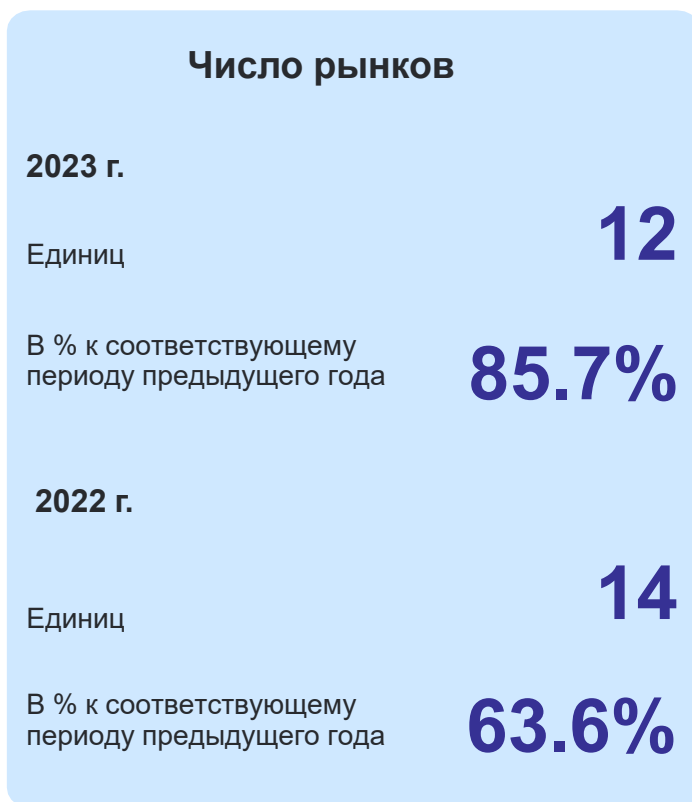 Число рынков
2023 г.
Единиц
12
В % к соответствующему
периоду предыдущего года
85.7%
2022 г.
Единиц
14
В % к соответствующему
периоду предыдущего года
63.6%